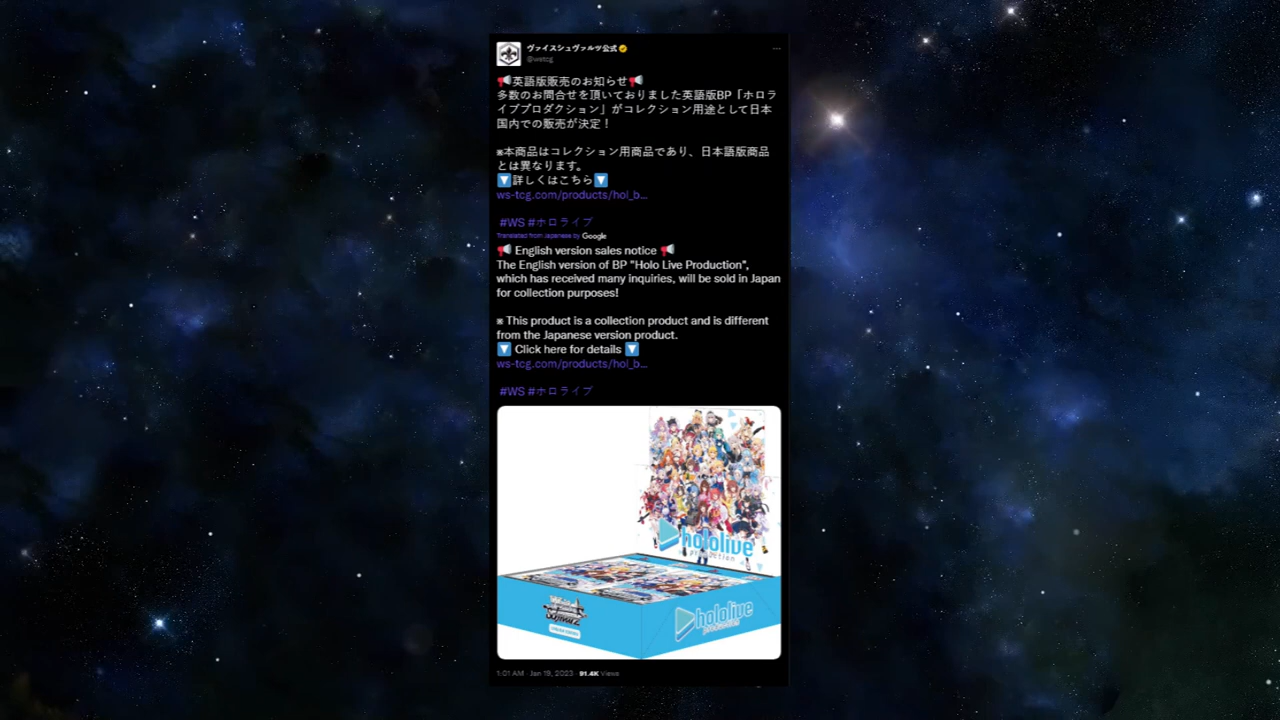 ヴァイスシュヴァルツ公式
@wstcg
📢英語版販売のお知らせ📢
多数のお問合せを頂いておりました英語版BP「ホロラ
イブプロダクション」がコレクション用途として日本
国内での販売が決定！
※本商品はコレクション用商品であり、日本語版商品
とは異なります。
🔽詳しくはこちら🔽
ws-tcg.com/products/hol_b...
#WS #ホロライブ
Translated from Japanese by Google
📢 English version sales notice 📢
The English version of BP "Holo Live Production",
which has received many inquiries, will be sold in Japan
for collection purposes!
※ This product is a collection product and is different
from the Japanese version product.
🔽 Click here for details 🔽
ws-tcg.com/products/hol_b...
#WS #ホロライブ
hololive
production
Weiß
Schwarz
hololive
production
1:01 AM · Jan 19, 2023 · 91.4K Views